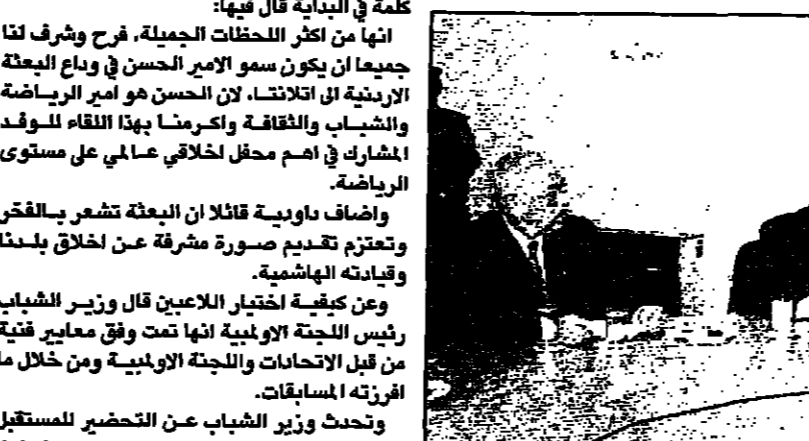 كلمة في البداية قال فيها:
انها من اكثر اللحظات الجميلة، فرح وشرف لنا
جميعا ان يكون سمو الامير الحسن في وداع البعثة
الاردنية الى اتلانتا، لان الحسن هو امير الرياضة
والشباب والثقافة واكرمنا بهذا اللقاء للوفد
المشارك في اهم محفل اخلاقي عالمي على مستوى
الرياضة.
واضاف داودية قائلا ان البعثة تشعر بالفخر
وتعتزم تقديم صورة مشرفة عن اخلاق بلدنا
وقيادته الهاشمية.
وعن كيفية اختيار اللاعبين قال وزير الشباب
رئيس اللجنة الاولمبية انها تمت وفق معايير فنية
من قبل الاتحادات واللجنة الاولمبية ومن خلال ما
افرزته المسابقات.
وتحدث وزير الشباب عن التحضير للمستقبل